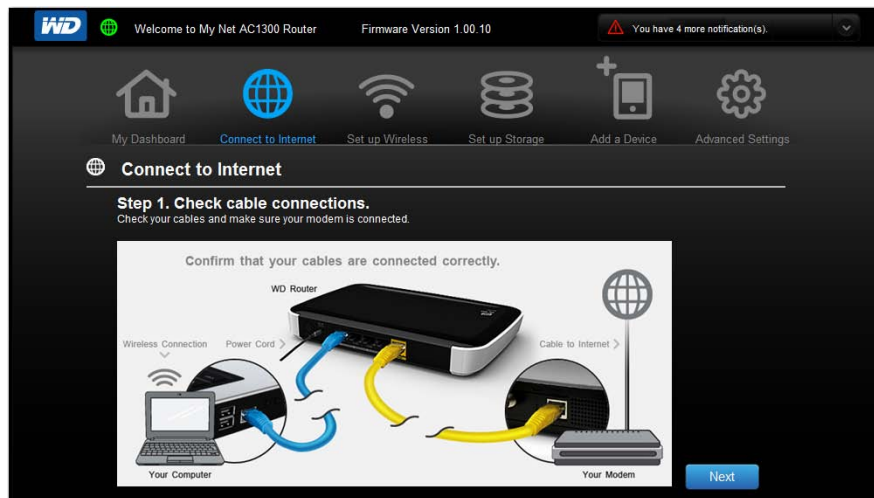 WD
Welcome to My Net AC1300 Router
Firmware Version 1.00.10
You have 4 more notification(s).
My Dashboard
Connect to Internet
Set up Wireless
Set up Storage
Add a Device
Advanced Settings
Connect to Internet
Step 1. Check cable connections.
Check your cables and make sure your modem is connected.
Confirm that your cables are connected correctly.
WD Router
Wireless Connection
Power Cord >
Cable to Internet >
Your Computer
Your Modem
Next